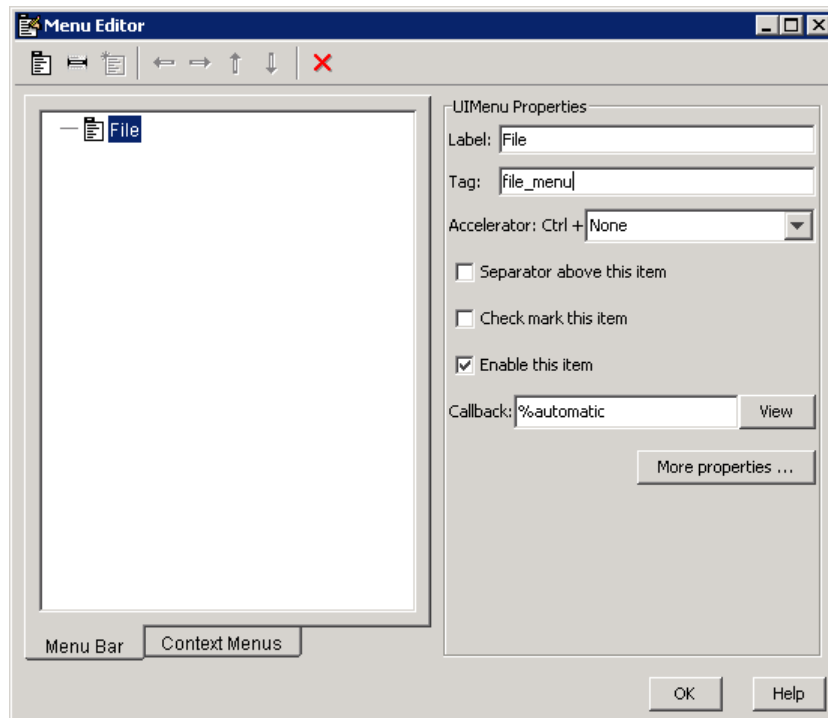 Menu Editor
File
UIMenu Properties
Label: File
Tag: file_menu
Accelerator: Ctrl + None
Separator above this item
Check mark this item
Enable this item
Callback: %automatic View
More properties ...
Menu Bar Context Menus
OK Help